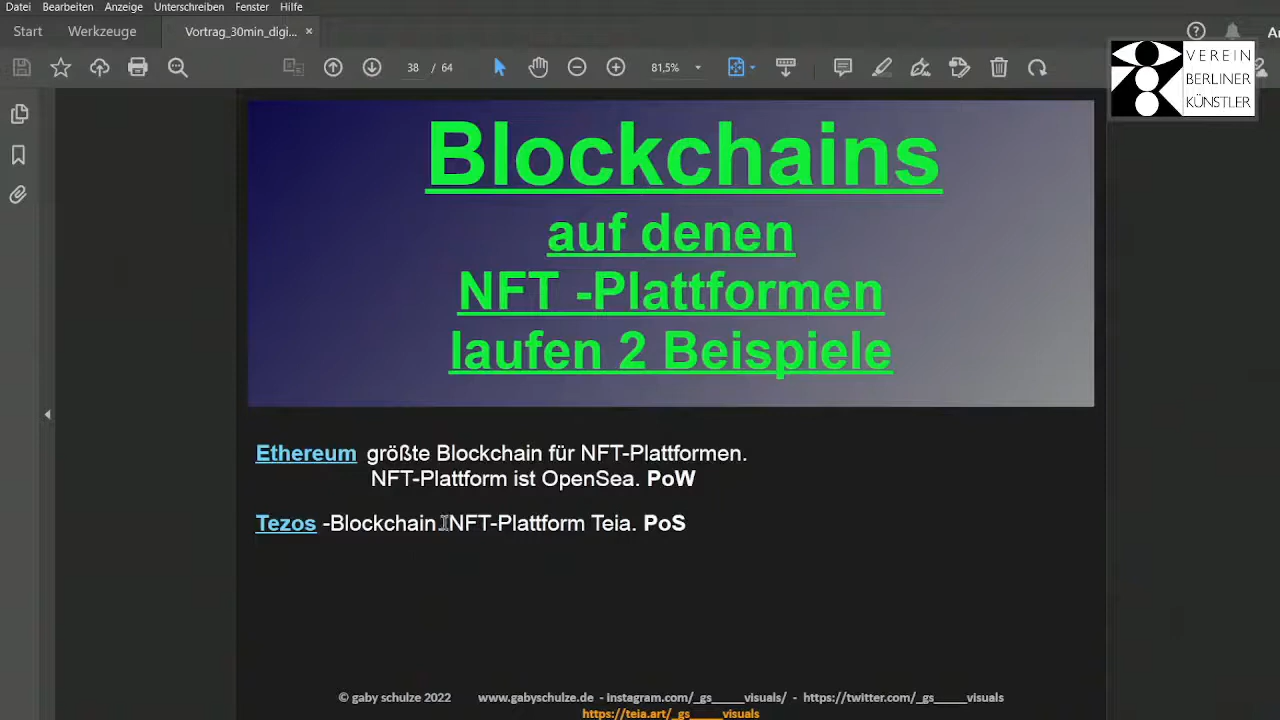 Datei Bearbeiten Anzeige Unterschreiben Fenster Hilfe
Start Werkzeuge Vortrag_30min_digi... ×
38 / 64 81,5%
VEREIN
BERLINER
KÜNSTLER
Blockchains
auf denen
NFT -Plattformen
laufen 2 Beispiele
Ethereum größte Blockchain für NFT-Plattformen.
NFT-Plattform ist OpenSea. PoW
Tezos -Blockchain. NFT-Plattform Teia. PoS
© gaby schulze 2022 www.gabyschulze.de - instagram.com/_gs_____visuals/ - https://twitter.com/_gs_____visuals
https://teia.art/_gs_____visuals